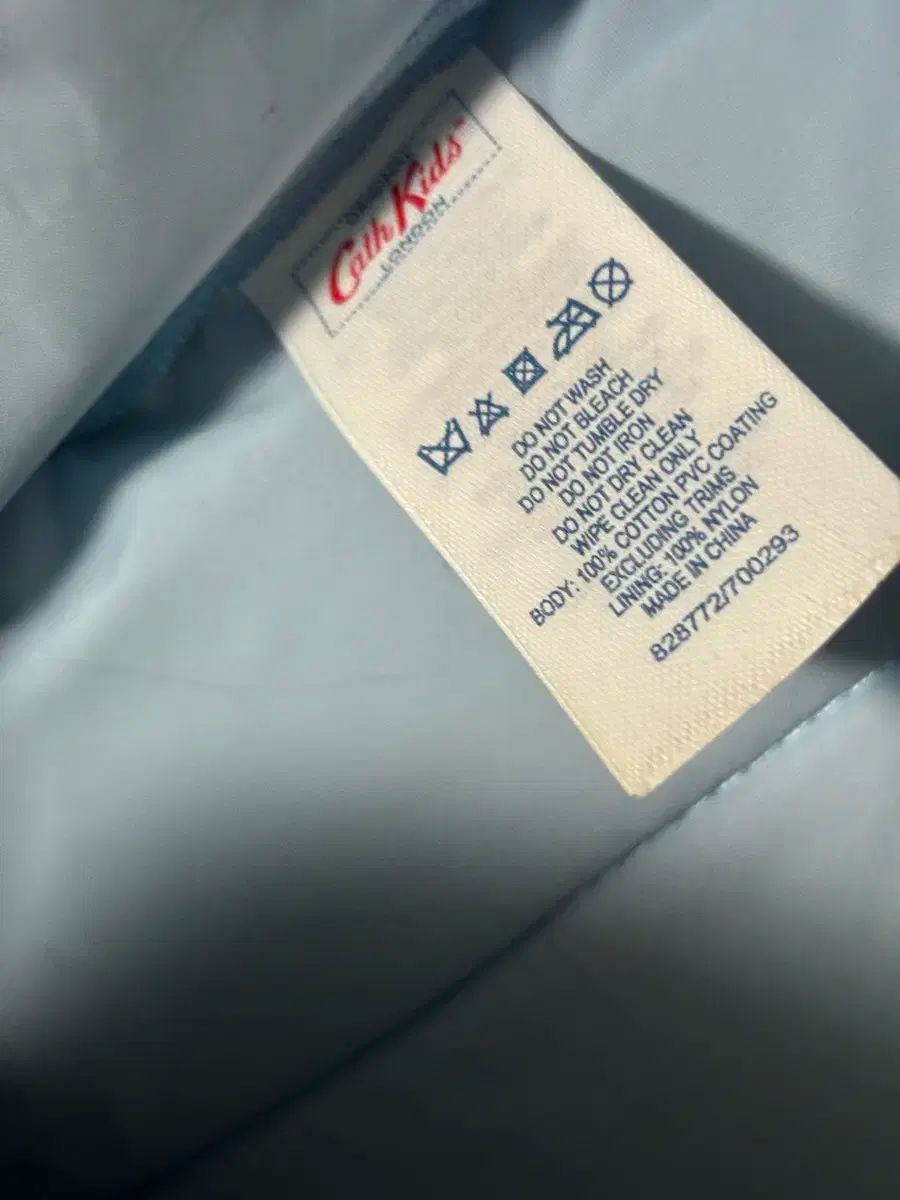 Cath Kids
LONDON
DO NOT WASH
DO NOT BLEACH
DO NOT TUMBLE DRY
DO NOT IRON
DO NOT DRY CLEAN
WIPE CLEAN ONLY
BODY: 100% COTTON PVC COATING
EXCLUDING TRIMS
LINING: 100% NYLON
MADE IN CHINA
828772/700293